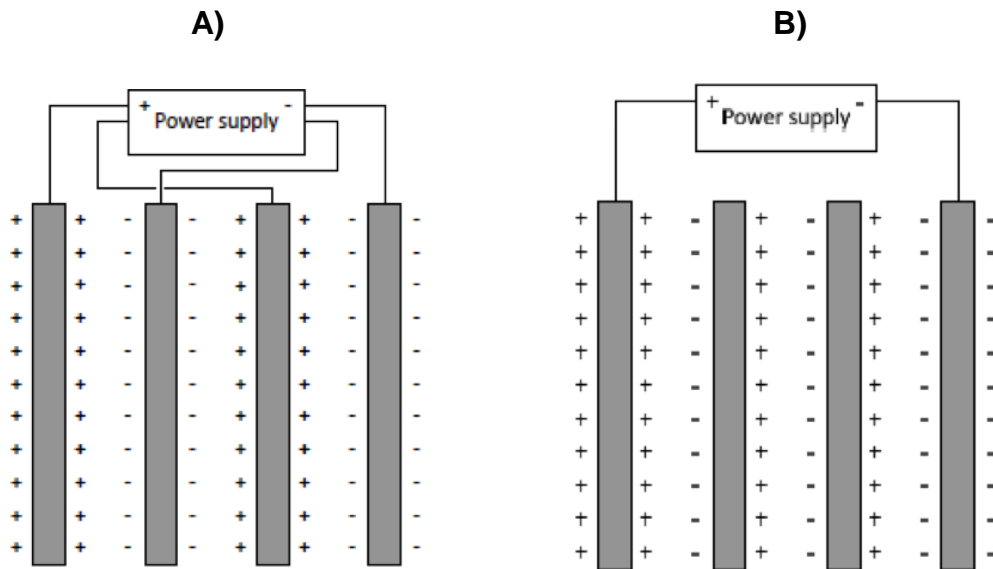 A)
B)
+ -
Power supply
+ -
Power supply
+ + - - + + - -
+ + - - + + - -
+ + - - + + - -
+ + - - + + - -
+ + - - + + - -
+ + - - + + - -
+ + - - + + - -
+ + - - + + - -
+ + - - + + - -
+ + - - + + - -
+ + - - + + - -
+ + - + - + - -
+ + - + - + - -
+ + - + - + - -
+ + - + - + - -
+ + - + - + - -
+ + - + - + - -
+ + - + - + - -
+ + - + - + - -
+ + - + - + - -
+ + - + - + - -
+ + - + - + - -